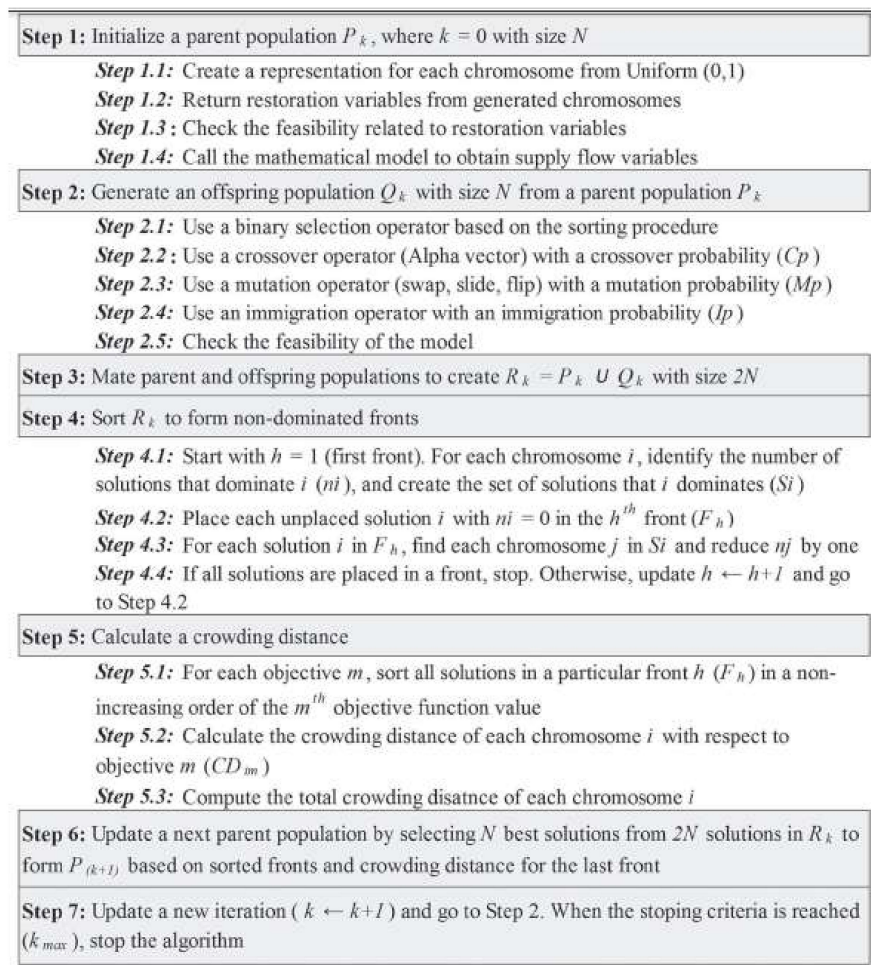 Step 1: Initialize a parent population P k, where k = 0 with size N
Step 1.1: Create a representation for each chromosome from Uniform (0,1)
Step 1.2: Return restoration variables from generated chromosomes
Step 1.3 : Check the feasibility related to restoration variables
Step 1.4: Call the mathematical model to obtain supply flow variables
Step 2: Generate an offspring population Q k with size N from a parent population P k
Step 2.1: Use a binary selection operator based on the sorting procedure
Step 2.2 : Use a crossover operator (Alpha vector) with a crossover probability (Cp )
Step 2.3: Use a mutation operator (swap, slide, flip) with a mutation probability (Mp )
Step 2.4: Use an immigration operator with an immigration probability (Ip )
Step 2.5: Check the feasibility of the model
Step 3: Mate parent and offspring populations to create R k = P k U Q k with size 2N
Step 4: Sort R k to form non-dominated fronts
Step 4.1: Start with h = 1 (first front). For each chromosome i , identify the number of
solutions that dominate i (ni ), and create the set of solutions that i dominates (Si )
Step 4.2: Place each unplaced solution i with ni = 0 in the h th front (F h )
Step 4.3: For each solution i in F h , find each chromosome j in Si and reduce nj by one
Step 4.4: If all solutions are placed in a front, stop. Otherwise, update h ← h+1 and go
to Step 4.2
Step 5: Calculate a crowding distance
Step 5.1: For each objective m , sort all solutions in a particular front h (F h ) in a non-
increasing order of the m th objective function value
Step 5.2: Calculate the crowding distance of each chromosome i with respect to
objective m (CD im )
Step 5.3: Compute the total crowding disatnce of each chromosome i
Step 6: Update a next parent population by selecting N best solutions from 2N solutions in R k to
form P (k+1) based on sorted fronts and crowding distance for the last front
Step 7: Update a new iteration ( k ← k+1 ) and go to Step 2. When the stoping criteria is reached
(k max ), stop the algorithm